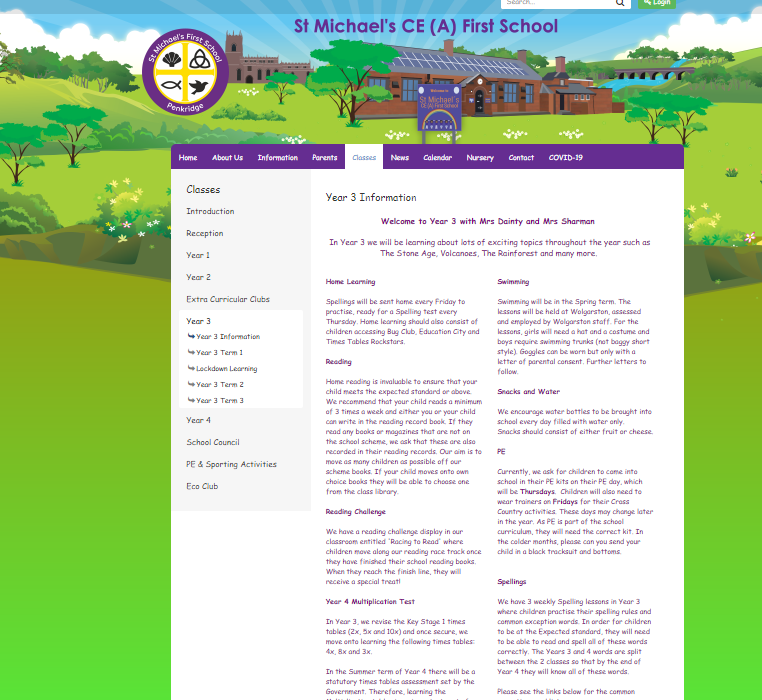 Search...
Login
St Michael's CE (A) First School
St Michael's First School
Penkridge
Welcome to
St Michael's
CE (A) First School
Home About Us Information Parents Classes News Calendar Nursery Contact COVID-19
Classes
Introduction
Reception
Year 1
Year 2
Extra Curricular Clubs
Year 3
Year 3 Information
Year 3 Term 1
Lockdown Learning
Year 3 Term 2
Year 3 Term 3
Year 4
School Council
PE & Sporting Activities
Eco Club
Year 3 Information
Welcome to Year 3 with Mrs Dainty and Mrs Sharman
In Year 3 we will be learning about lots of exciting topics throughout the year such as
The Stone Age, Volcanoes, The Rainforest and many more.
Home Learning
Spellings will be sent home every Friday to
practise, ready for a Spelling test every
Thursday. Home learning should also consist of
children accessing Bug Club, Education City and
Times Tables Rockstars.
Reading
Home reading is invaluable to ensure that your
child meets the expected standard or above.
We recommend that your child reads a minimum
of 3 times a week and either you or your child
can write in the reading record book. If they
read any books or magazines that are not on
the school scheme, we ask that these are also
recorded in their reading records. Our aim is to
move as many children as possible off our
scheme books. If your child moves onto own
choice books they will be able to choose one
from the class library.
Reading Challenge
We have a reading challenge display in our
classroom entitled 'Racing to Read' where
children move along our reading race track once
they have finished their school reading books.
When they reach the finish line, they will
receive a special treat!
Year 4 Multiplication Test
In Year 3, we revise the Key Stage 1 times
tables (2x, 5x and 10x) and once secure, we
move onto learning the following times tables:
4x, 8x and 3x.
In the Summer term of Year 4 there will be a
statutory times tables assessment set by the
Government. Therefore, learning the
Swimming
Swimming will be in the Spring term. The
lessons will be held at Wolgarston, assessed
and employed by Wolgarston staff. For the
lessons, girls will need a hat and a costume and
boys require swimming trunks (not baggy short
style). Goggles can be worn but only with a
letter of parental consent. Further letters to
follow.
Snacks and Water
We encourage water bottles to be brought into
school every day filled with water only.
Snacks should consist of either fruit or cheese.
PE
Currently, we ask for children to come into
school in their PE kits on their PE day, which
will be Thursdays. Children will also need to
wear trainers on Fridays for their Cross
Country activities. These days may change later
in the year. As PE is part of the school
curriculum, they will need the correct kit. In
the colder months, please can you send your
child in a black tracksuit and bottoms.
Spellings
We have 3 weekly Spelling lessons in Year 3
where children practise their spelling rules and
common exception words. In order for children
to be at the Expected standard, they will need
to be able to read and spell all of these words
correctly. The Years 3 and 4 words are split
between the 2 classes so that by the end of
Year 4 they will know all of these words.
Please see the links below for the common